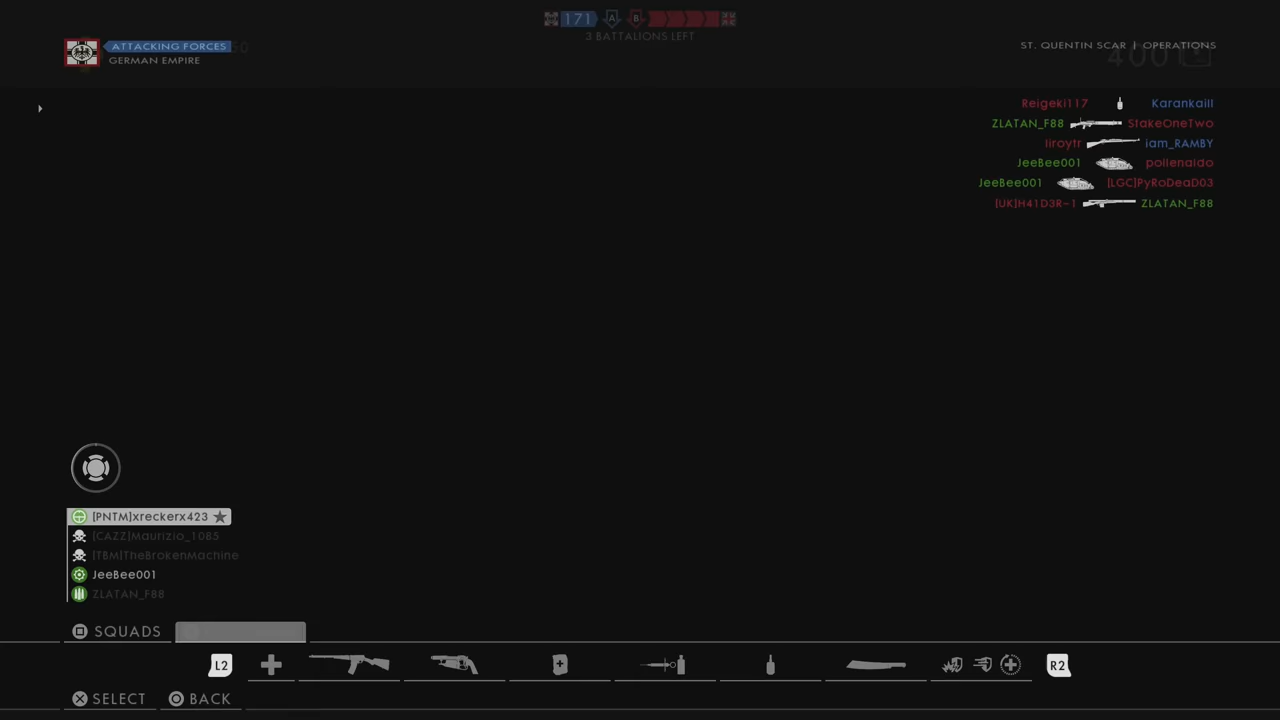 171 A B
3 BATTALIONS LEFT
ATTACKING FORCES
GERMAN EMPIRE
ST. QUENTIN SCAR | OPERATIONS
400
Reigeki117 Karankaill
ZLATAN_F88 StakeOneTwo
liroytr iam_RAMBY
JeeBee001 pollenaldo
JeeBee001 [LGC]PyRoDeaD03
[UK]H41D3R-1 ZLATAN_F88
[PNTM]xreckerx423
[CAZZ]Maurizio_1085
[TBM]TheBrokenMachine
JeeBee001
ZLATAN_F88
SQUADS
L2 R2
SELECT BACK